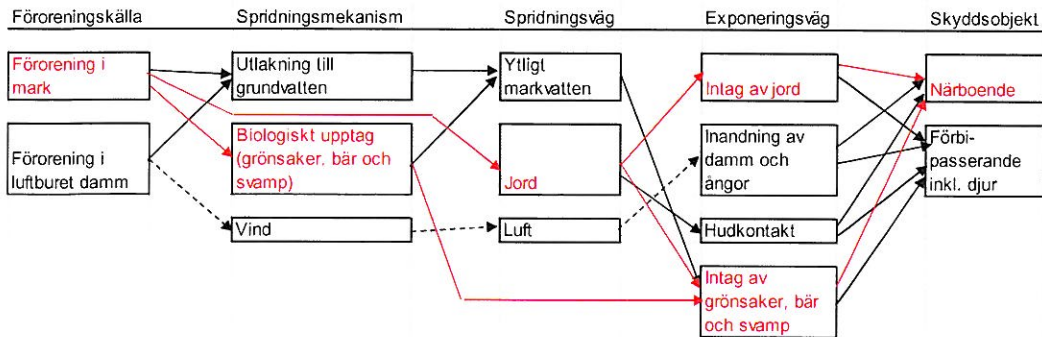 Föroreningskälla
Spridningsmekanism
Spridningsväg
Exponeringsväg
Skyddsobjekt
Förorening i
mark
Utlakning till
grundvatten
Ytligt
markvatten
Intag av jord
Närboende
Förorening i
luftburet damm
Biologiskt upptag
(grönsaker, bär och
svamp)
Jord
Inandning av
damm och
ångor
Förbi-
passerande
inkl. djur
Vind
Luft
Hudkontakt
Intag av
grönsaker, bär
och svamp